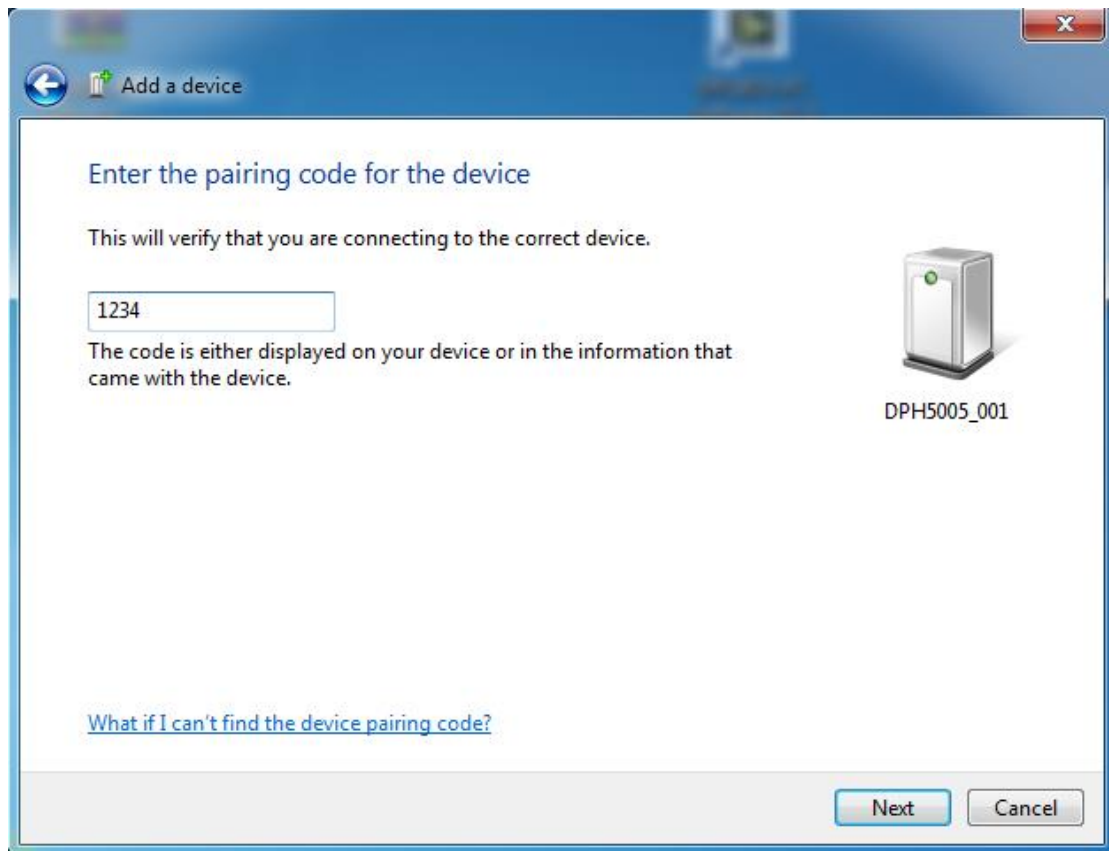 Add a device
Enter the pairing code for the device
This will verify that you are connecting to the correct device.
1234
The code is either displayed on your device or in the information that
came with the device.
DPH5005_001
What if I can't find the device pairing code?
Next
Cancel